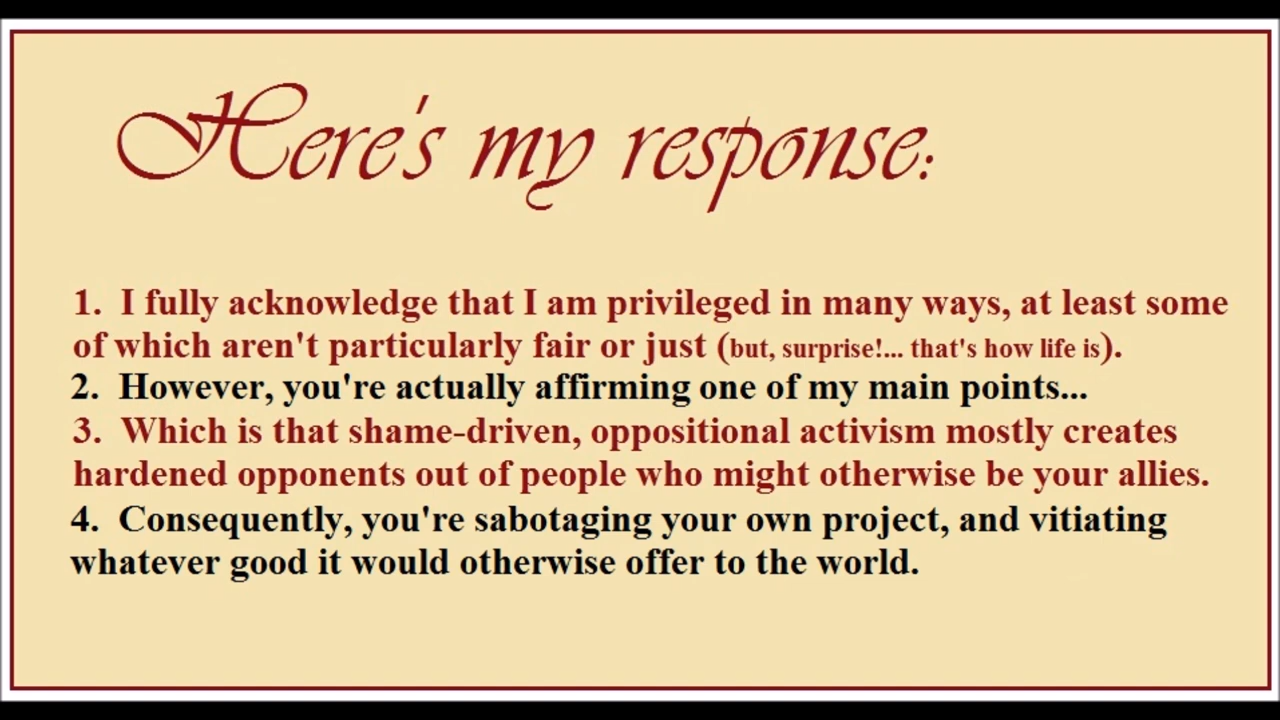 Here's my response:
1. I fully acknowledge that I am privileged in many ways, at least some
of which aren't particularly fair or just (but, surprise!... that's how life is).
2. However, you're actually affirming one of my main points...
3. Which is that shame-driven, oppositional activism mostly creates
hardened opponents out of people who might otherwise be your allies.
4. Consequently, you're sabotaging your own project, and vitiating
whatever good it would otherwise offer to the world.